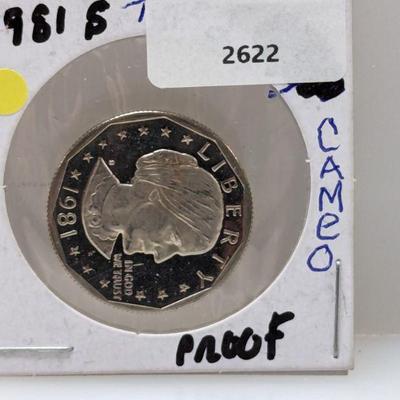 981 S T
2622
CAMEO
LIBERTY
1981
S
IN GOD
WE TRUST
PROOF